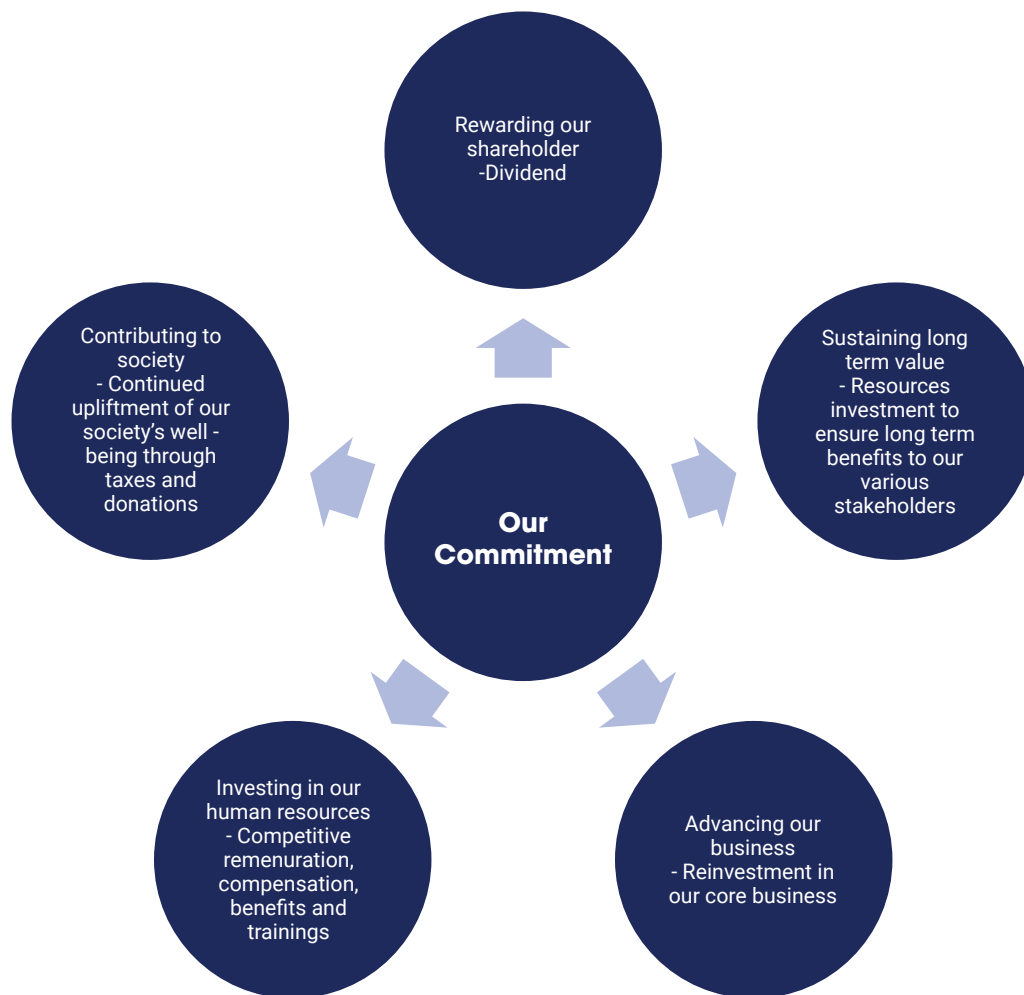 Rewarding our
shareholder
-Dividend
Contributing to
society
- Continued
upliftment of our
society’s well -
being through
taxes and
donations
Sustaining long
term value
- Resources
investment to
ensure long term
benefits to our
various
stakeholders
Our
Commitment
Investing in our
human resources
- Competitive
remenuration,
compensation,
benefits and
trainings
Advancing our
business
- Reinvestment in
our core business